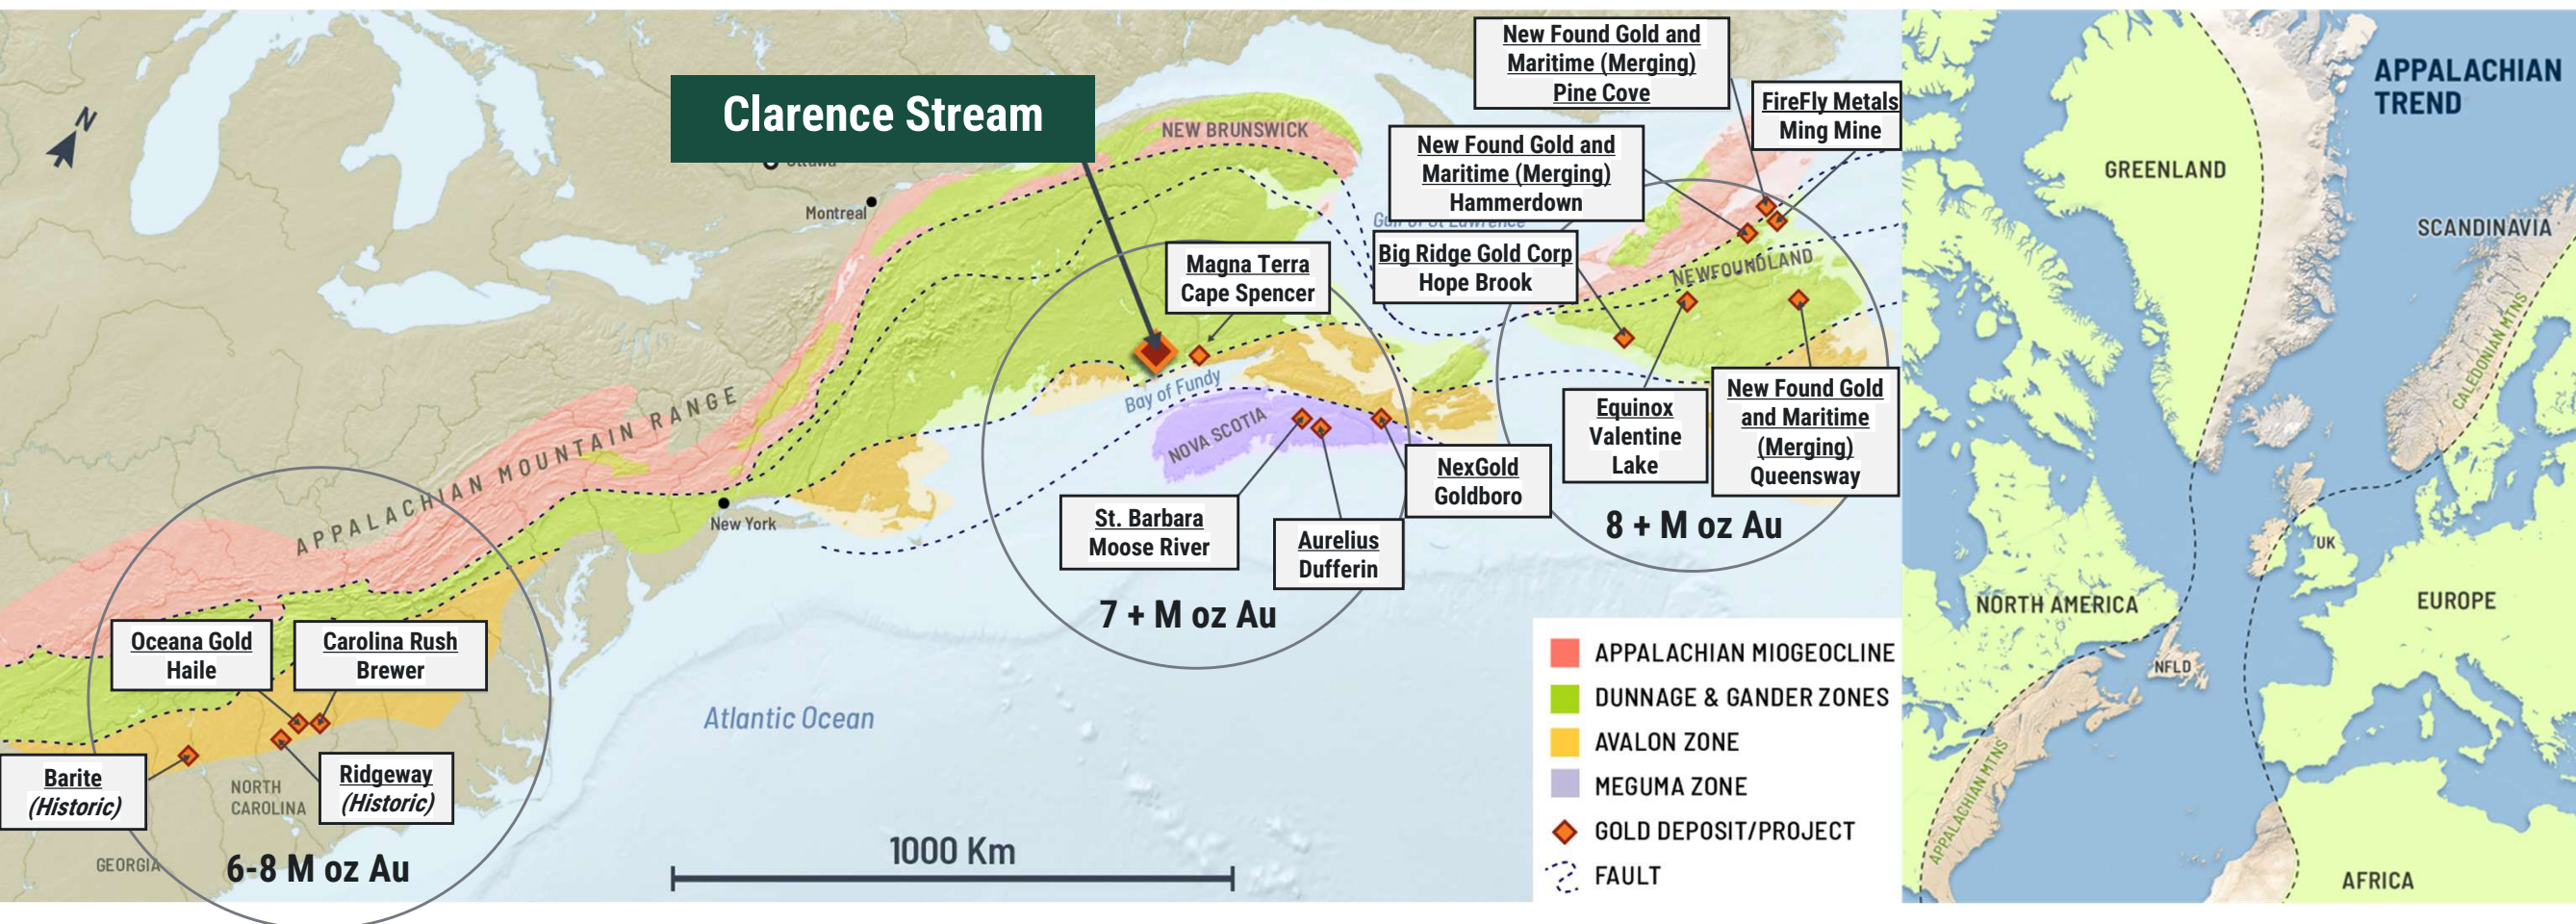 Clarence Stream
N
Ottawa
Montreal
NEW BRUNSWICK
New Found Gold and
Maritime (Merging)
Pine Cove
FireFly Metals
Ming Mine
New Found Gold and
Maritime (Merging)
Hammerdown
Gulf of St Lawrence
Big Ridge Gold Corp
Hope Brook
NEWFOUNDLAND
Magna Terra
Cape Spencer
Bay of Fundy
NOVA SCOTIA
Equinox
Valentine
Lake
New Found Gold
and Maritime
(Merging)
Queensway
NexGold
Goldboro
St. Barbara
Moose River
Aurelius
Dufferin
8 + M oz Au
7 + M oz Au
APPALACHIAN MOUNTAIN RANGE
New York
Oceana Gold
Haile
Carolina Rush
Brewer
Barite
(Historic)
Ridgeway
(Historic)
NORTH
CAROLINA
GEORGIA
6-8 M oz Au
Atlantic Ocean
1000 Km
APPALACHIAN MIOGEOCLINE
DUNNAGE & GANDER ZONES
AVALON ZONE
MEGUMA ZONE
GOLD DEPOSIT/PROJECT
FAULT
APPALACHIAN
TREND
GREENLAND
SCANDINAVIA
CALEDONIAN MTNS
UK
EUROPE
NORTH AMERICA
NFLD
APPALACHIAN MTNS
AFRICA